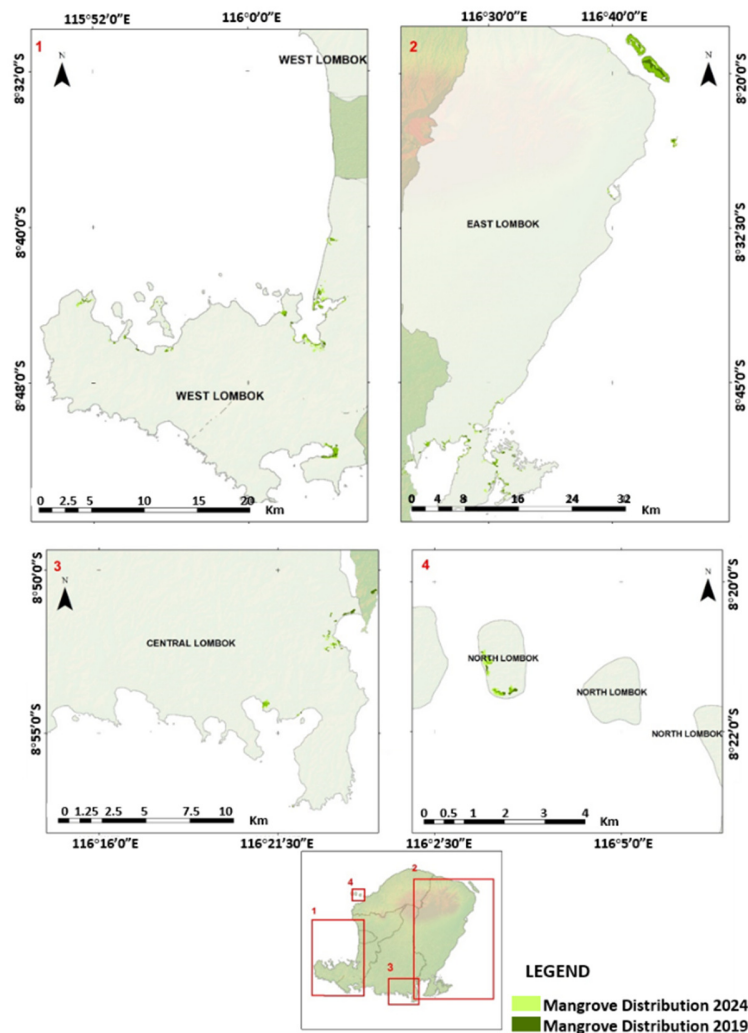 115°52'0"E 116°0'0"E
1
N
WEST LOMBOK
8°32'0"S
8°40'0"S
8°48'0"S
WEST LOMBOK
0 2.5 5 10 15 20
Km
116°30'0"E 116°40'0"E
2
N
8°20'0"S
EAST LOMBOK
8°32'30"S
8°45'0"S
0 4 8 16 24 32
Km
3
N
8°50'0"S
CENTRAL LOMBOK
8°55'0"S
0 1.25 2.5 5 7.5 10
Km
116°16'0"E 116°21'30"E
4
N
8°20'0"S
NORTH LOMBOK
NORTH LOMBOK
NORTH LOMBOK
8°22'0"S
0 0.5 1 2 3 4
Km
116°2'30"E 116°5'0"E
4
2
1
3
LEGEND
Mangrove Distribution 2024
Mangrove Distribution 2019